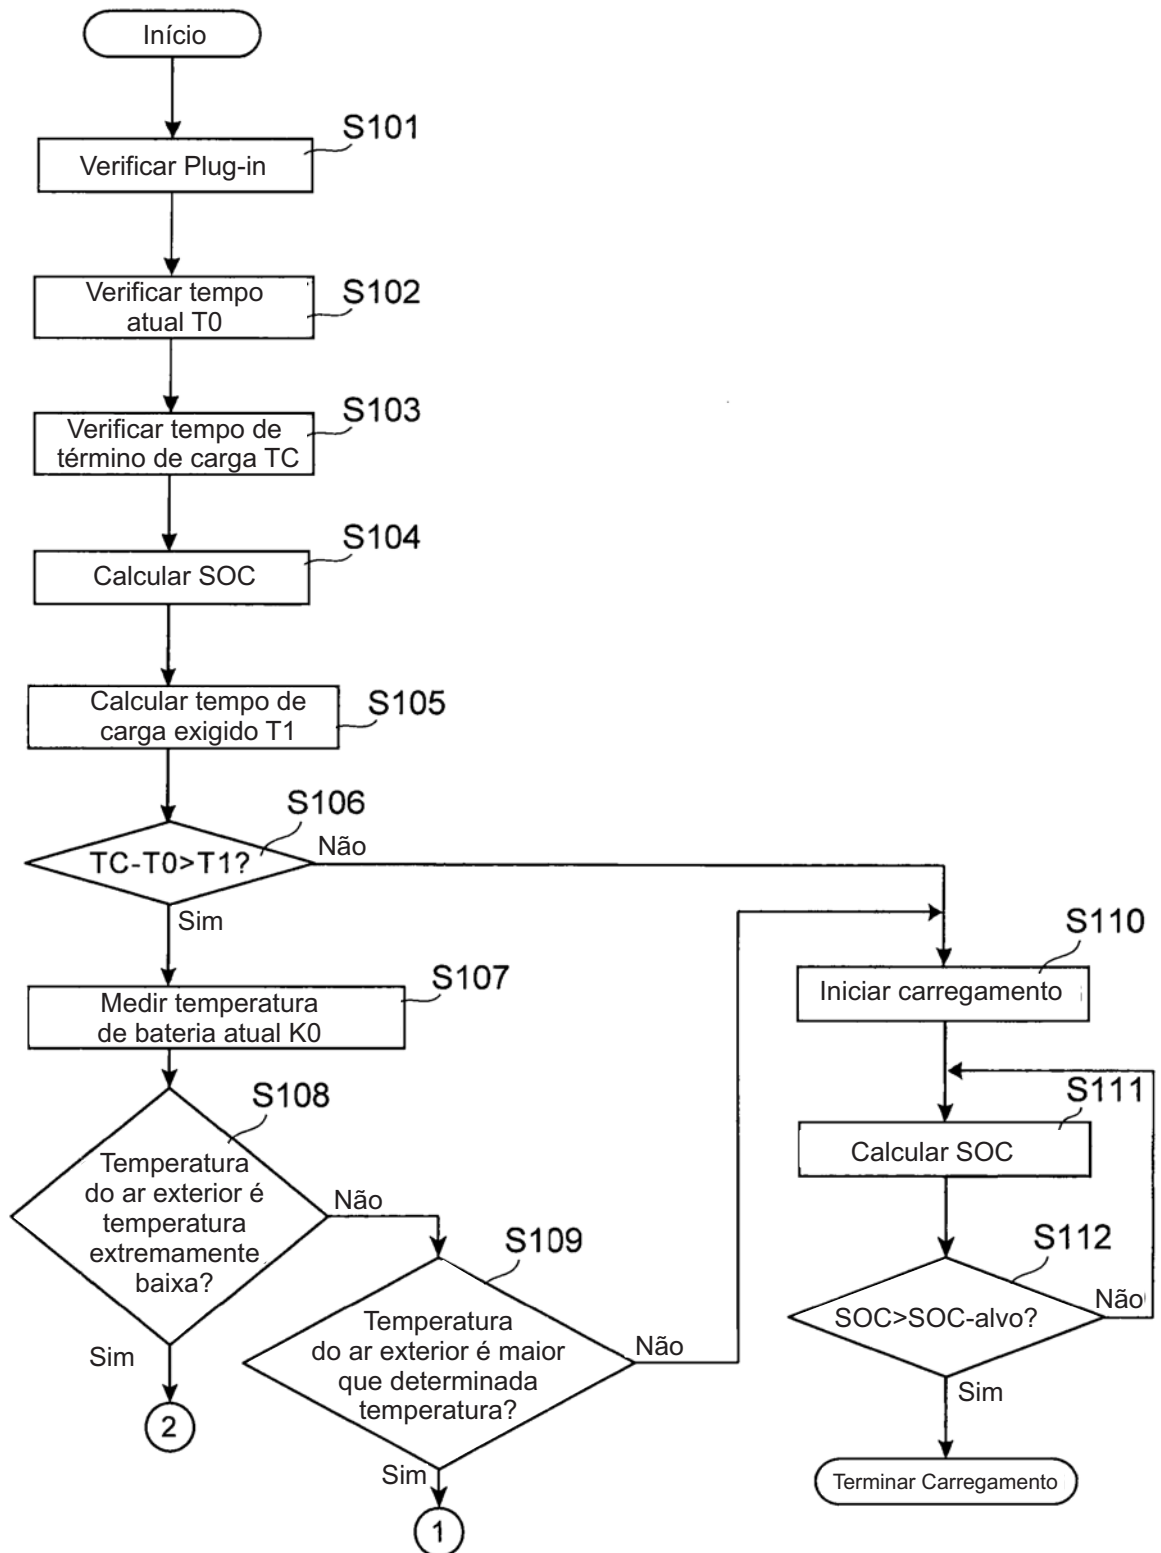 Início
S101
Verificar Plug-in
S102
Verificar tempo
atual T0
S103
Verificar tempo de
término de carga TC
S104
Calcular SOC
S105
Calcular tempo de
carga exigido T1
S106
TC-T0>T1?
Não
Sim
S107
Medir temperatura
de bateria atual K0
S108
Temperatura
do ar exterior é
temperatura
extremamente
baixa?
Não
Sim
2
S109
Temperatura
do ar exterior é maior
que determinada
temperatura?
Não
Sim
1
S110
Iniciar carregamento
S111
Calcular SOC
S112
SOC>SOC-alvo?
Não
Sim
Terminar Carregamento